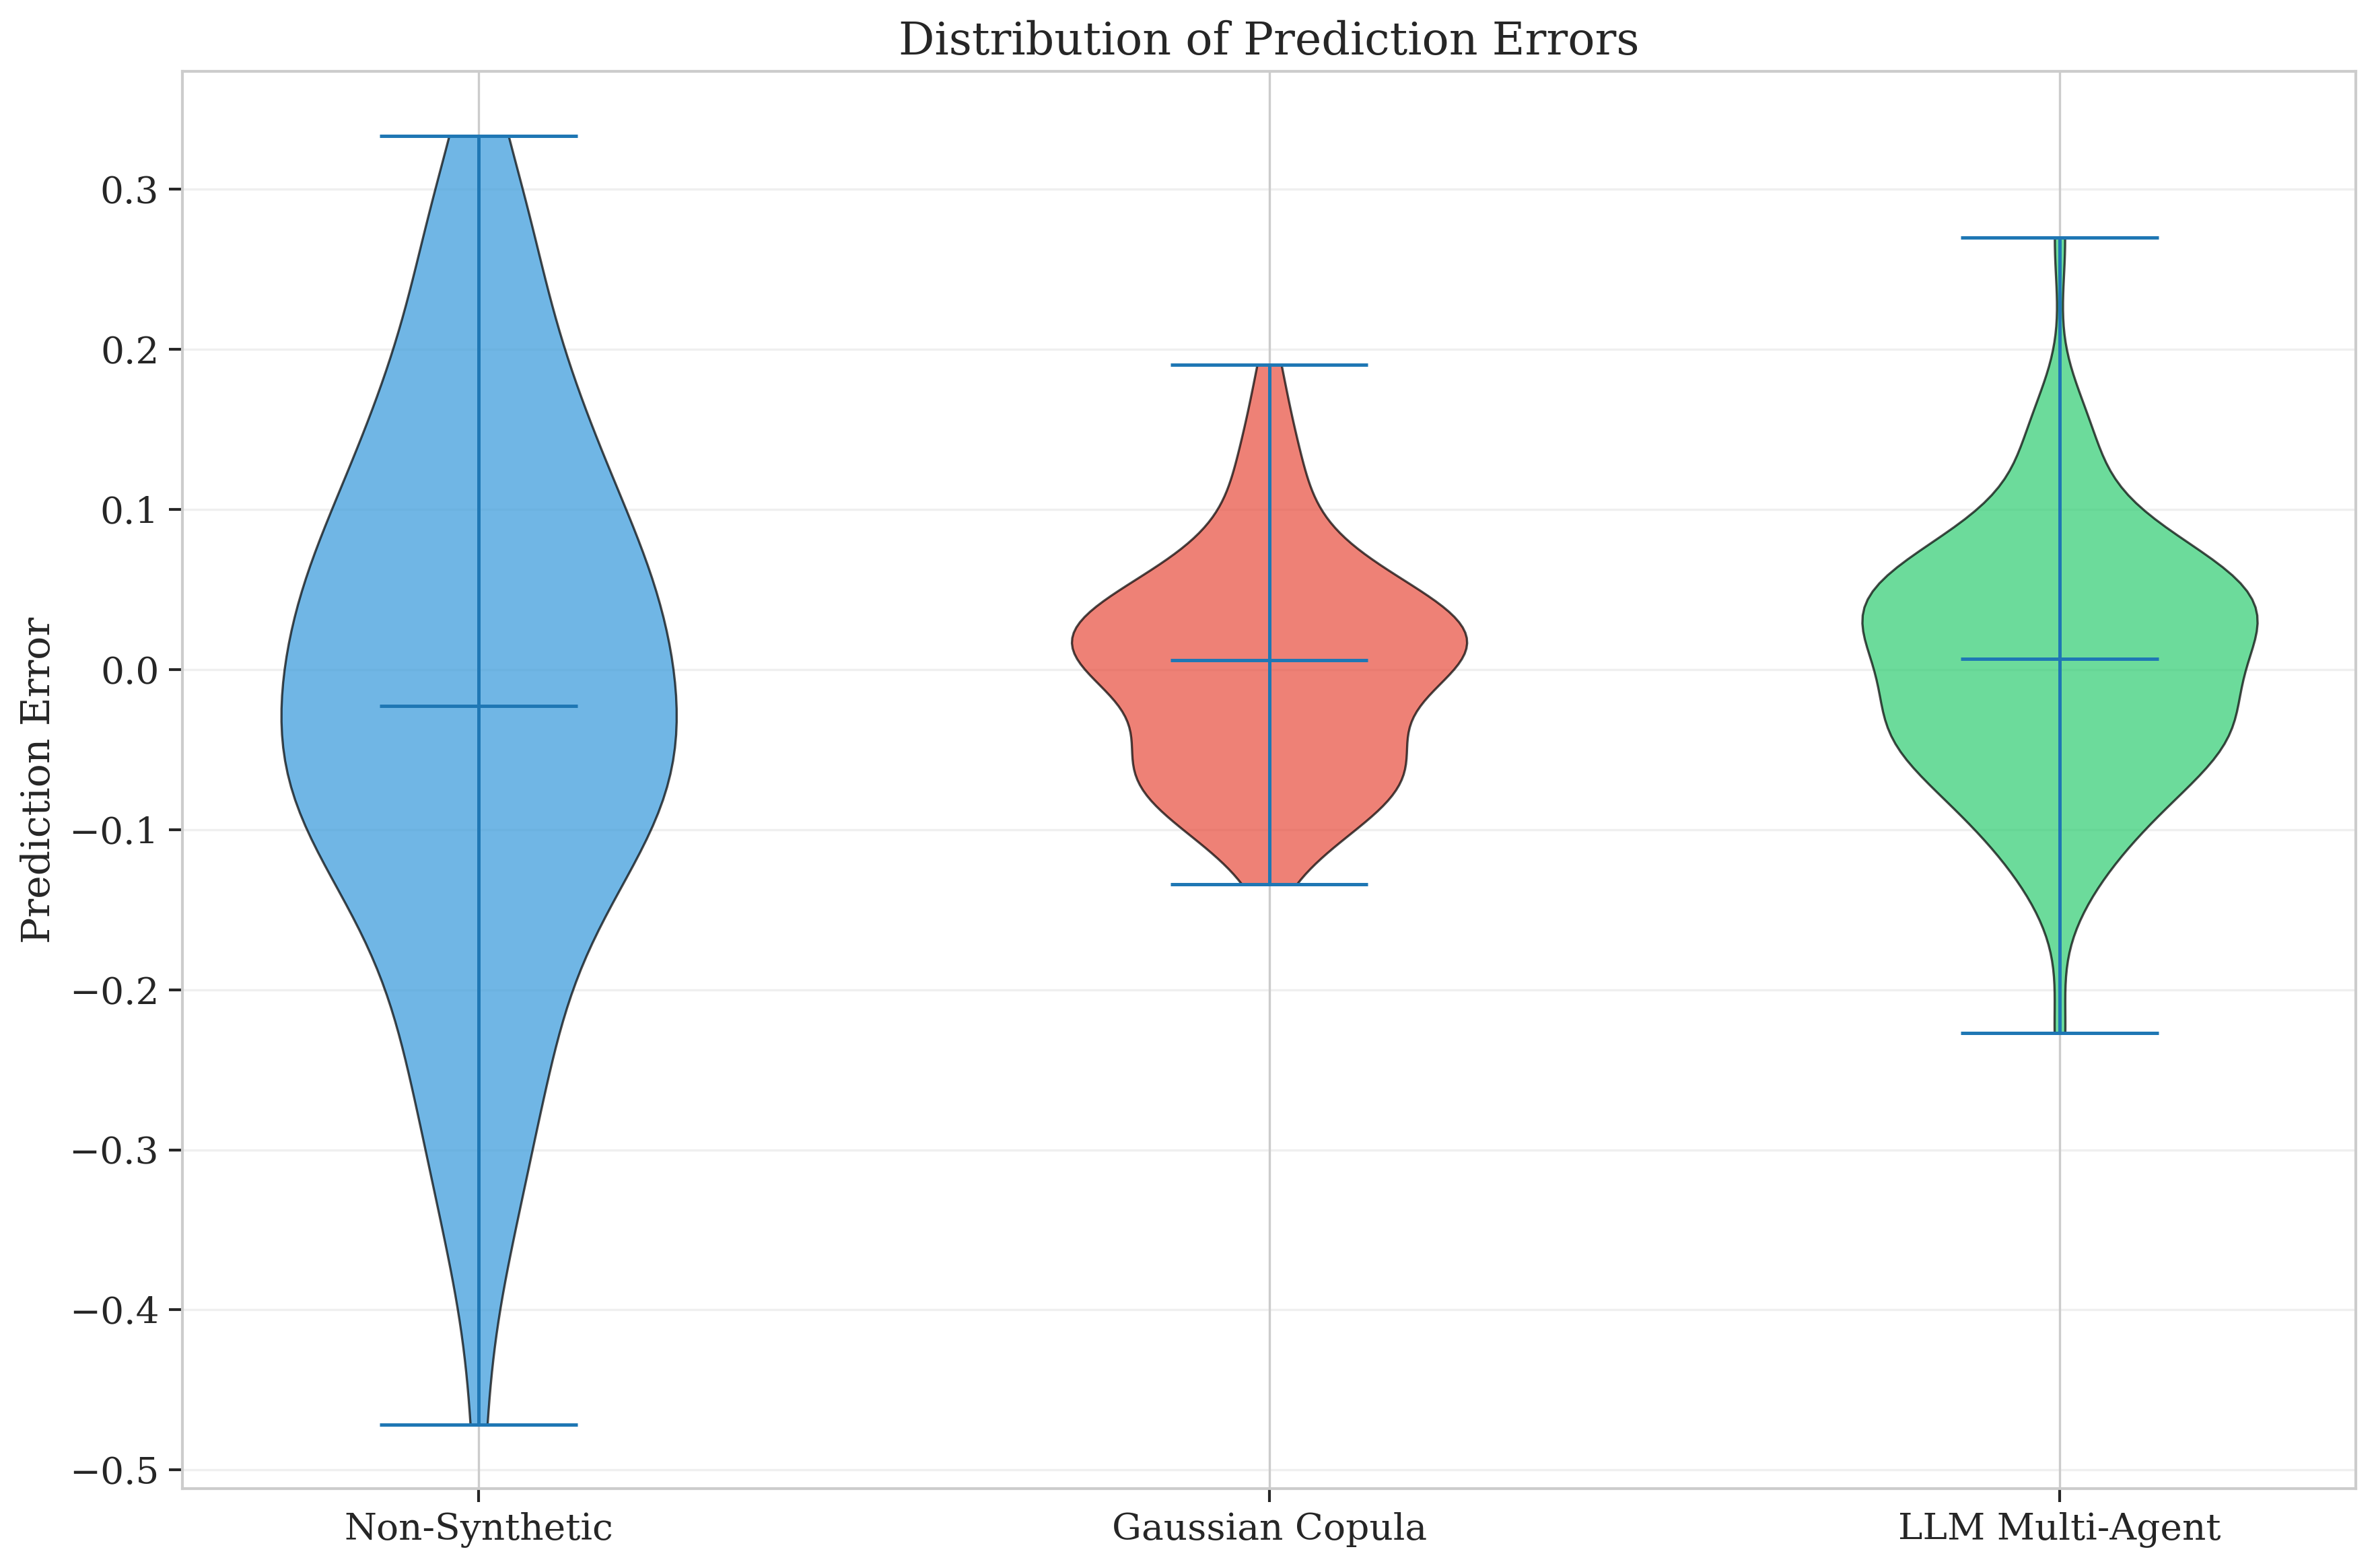 Distribution of Prediction Errors
Prediction Error
0.3
0.2
0.1
0.0
−0.1
−0.2
−0.3
−0.4
−0.5
Non-Synthetic
Gaussian Copula
LLM Multi-Agent